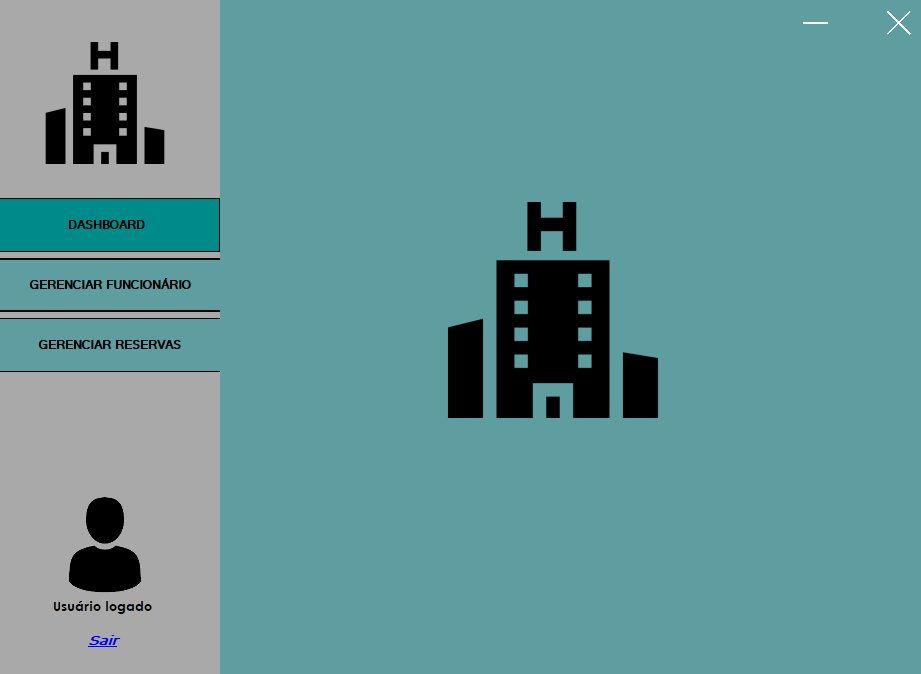 H
DASHBOARD
GERENCIAR FUNCIONÁRIO
GERENCIAR RESERVAS
H
Usuário logado
Sair